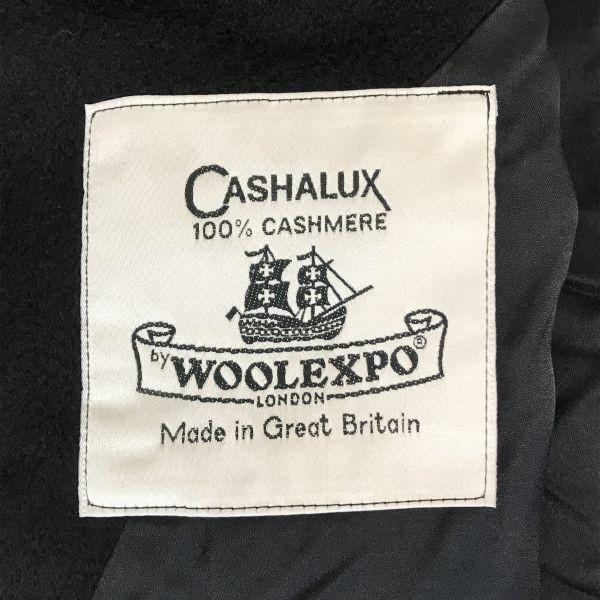 CASHALUX
100% CASHMERE
by WOOLEXPO®
LONDON
Made in Great Britain